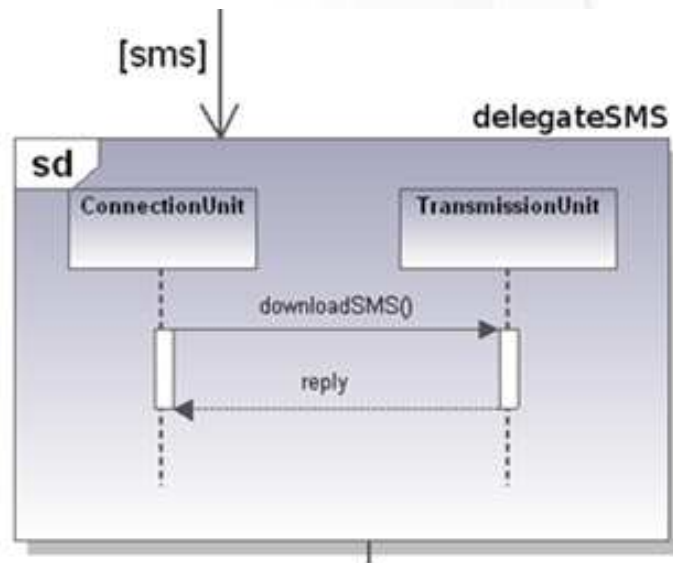 [sms]
delegateSMS
sd
ConnectionUnit
TransmissionUnit
downloadSMS()
reply